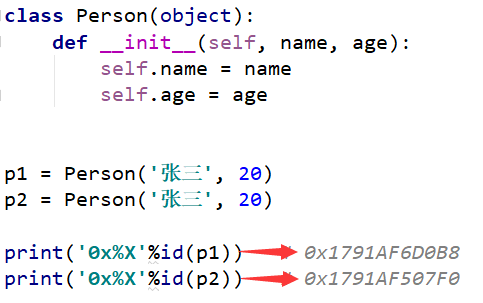 class Person(object):
    def __init__(self, name, age):
        self.name = name
        self.age = age
p1 = Person('张三', 20)
p2 = Person('张三', 20)
print('0x%X'%id(p1)) 0x1791AF6D0B8
print('0x%X'%id(p2)) 0x1791AF507F0